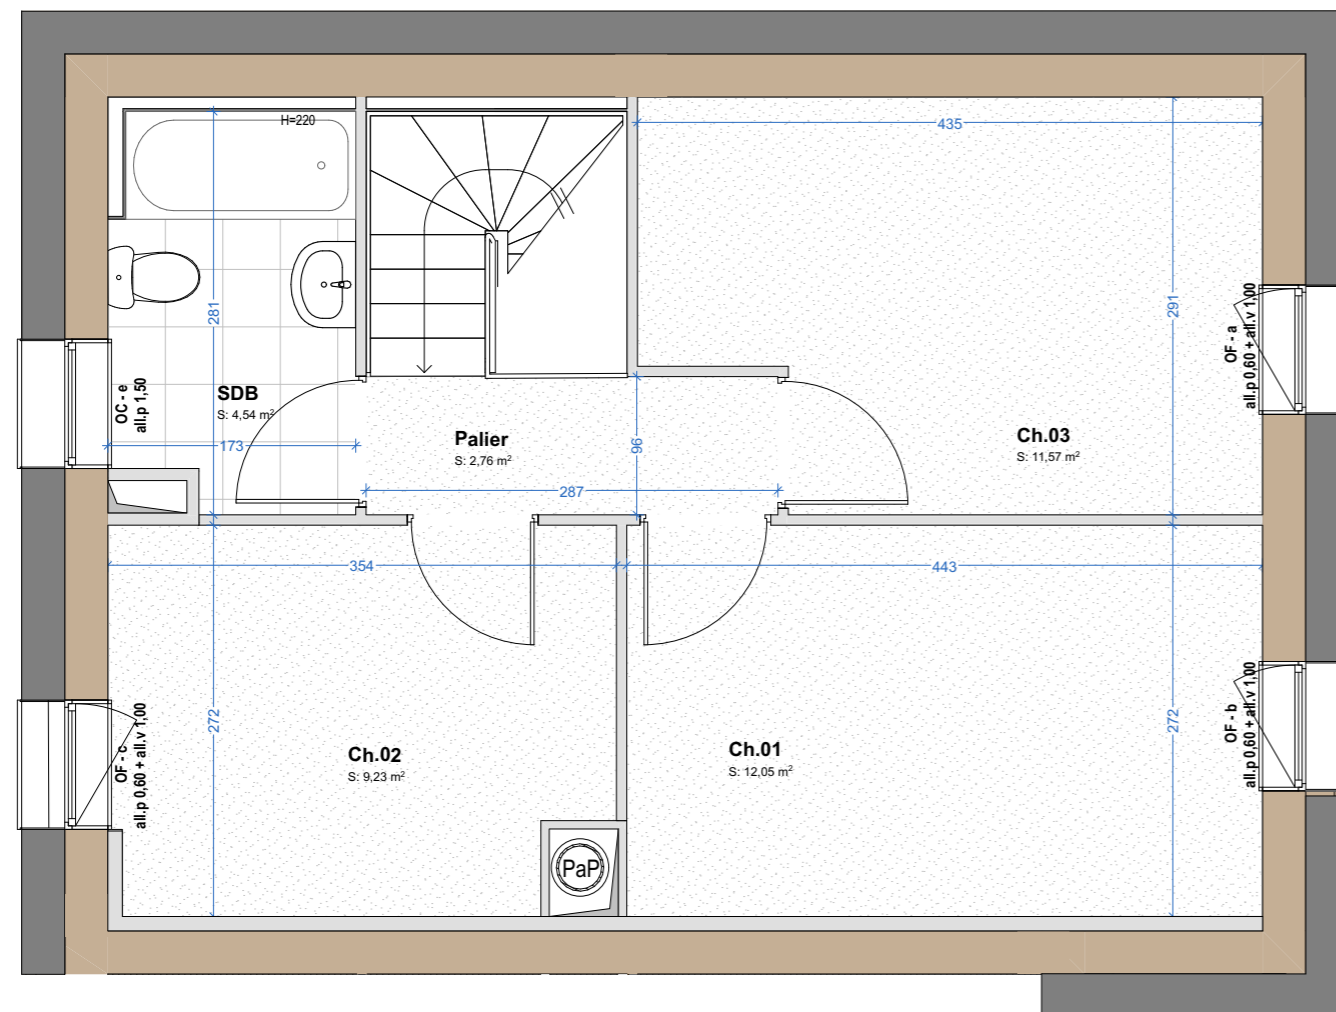 H=220
435
281
291
OC - e
all.p 1,50
OF - a
all.p 0,60 + all.v 1,00
SDB
S: 4,54 m²
173
Palier
S: 2,76 m²
96
287
Ch.03
S: 11,57 m²
354
443
272
272
OF - c
all.p 0,60 + all.v 1,00
OF - b
all.p 0,60 + all.v 1,00
Ch.02
S: 9,23 m²
Ch.01
S: 12,05 m²
PaP